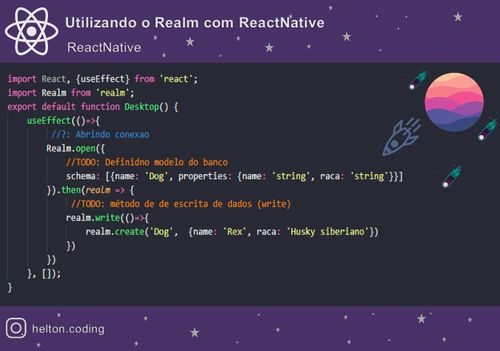 Utilizando o Realm com ReactNative
ReactNative
import React, {useEffect} from 'react';
import Realm from 'realm';
export default function Desktop() {
useEffect(()=>{
//?: Abrindo conexao
Realm.open({
//TODO: Definidno modelo do banco
schema: [{name: 'Dog', properties: {name: 'string', raca: 'string'}}]
}).then(realm => {
//TODO: método de de escrita de dados (write)
realm.write(()=>{
realm.create('Dog', {name: 'Rex', raca: 'Husky siberiano'})
})
})
}, []);
}
helton.coding